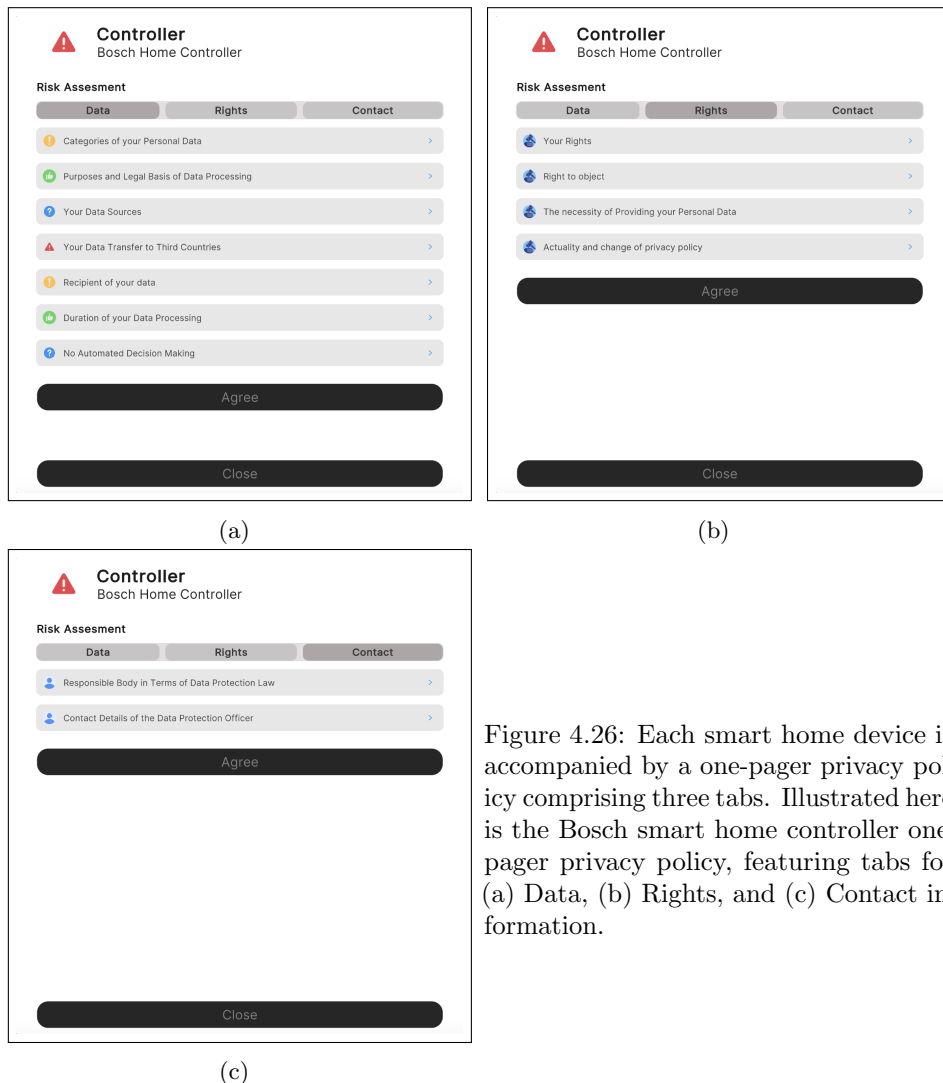 Controller
Bosch Home Controller
Risk Assesment
Data Rights Contact
Categories of your Personal Data
Purposes and Legal Basis of Data Processing
Your Data Sources
Your Data Transfer to Third Countries
Recipient of your data
Duration of your Data Processing
No Automated Decision Making
Agree
Close
(a)
Controller
Bosch Home Controller
Risk Assesment
Data Rights Contact
Your Rights
Right to object
The necessity of Providing your Personal Data
Actuality and change of privacy policy
Agree
Close
(b)
Controller
Bosch Home Controller
Risk Assesment
Data Rights Contact
Responsible Body in Terms of Data Protection Law
Contact Details of the Data Protection Officer
Agree
Close
(c)
Figure 4.26: Each smart home device i
accompanied by a one-pager privacy pol
icy comprising three tabs. Illustrated here
is the Bosch smart home controller one
pager privacy policy, featuring tabs fo
(a) Data, (b) Rights, and (c) Contact in
formation.